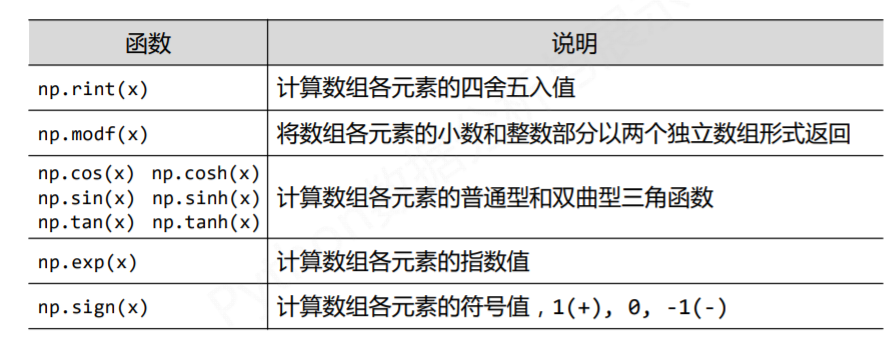 函数 说明
np.rint(x) 计算数组各元素的四舍五入值
np.modf(x) 将数组各元素的小数和整数部分以两个独立数组形式返回
np.cos(x) np.cosh(x)
np.sin(x) np.sinh(x) 计算数组各元素的普通型和双曲型三角函数
np.tan(x) np.tanh(x)
np.exp(x) 计算数组各元素的指数值
np.sign(x) 计算数组各元素的符号值，1(+), 0, -1(-)